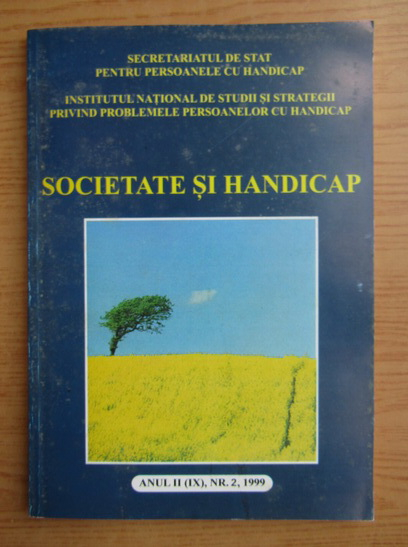 SECRETARIATUL DE STAT
PENTRU PERSOANELE CU HANDICAP
INSTITUTUL NAȚIONAL DE STUDII ȘI STRATEGII
PRIVIND PROBLEMELE PERSOANELOR CU HANDICAP
SOCIETATE ȘI HANDICAP
ANUL II (IX), NR. 2, 1999